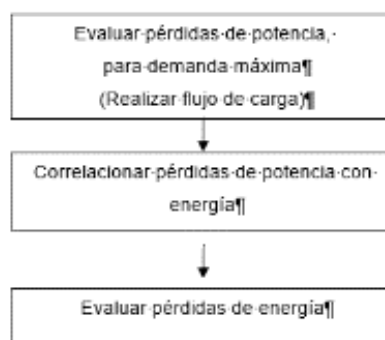 Evaluar·pérdidas·de·potencia,·
para·demanda·máxima¶
(Realizar·flujo·de·carga)¶
Correlacionar·pérdidas·de·potencia·con·
energía¶
Evaluar·pérdidas·de·energía¶